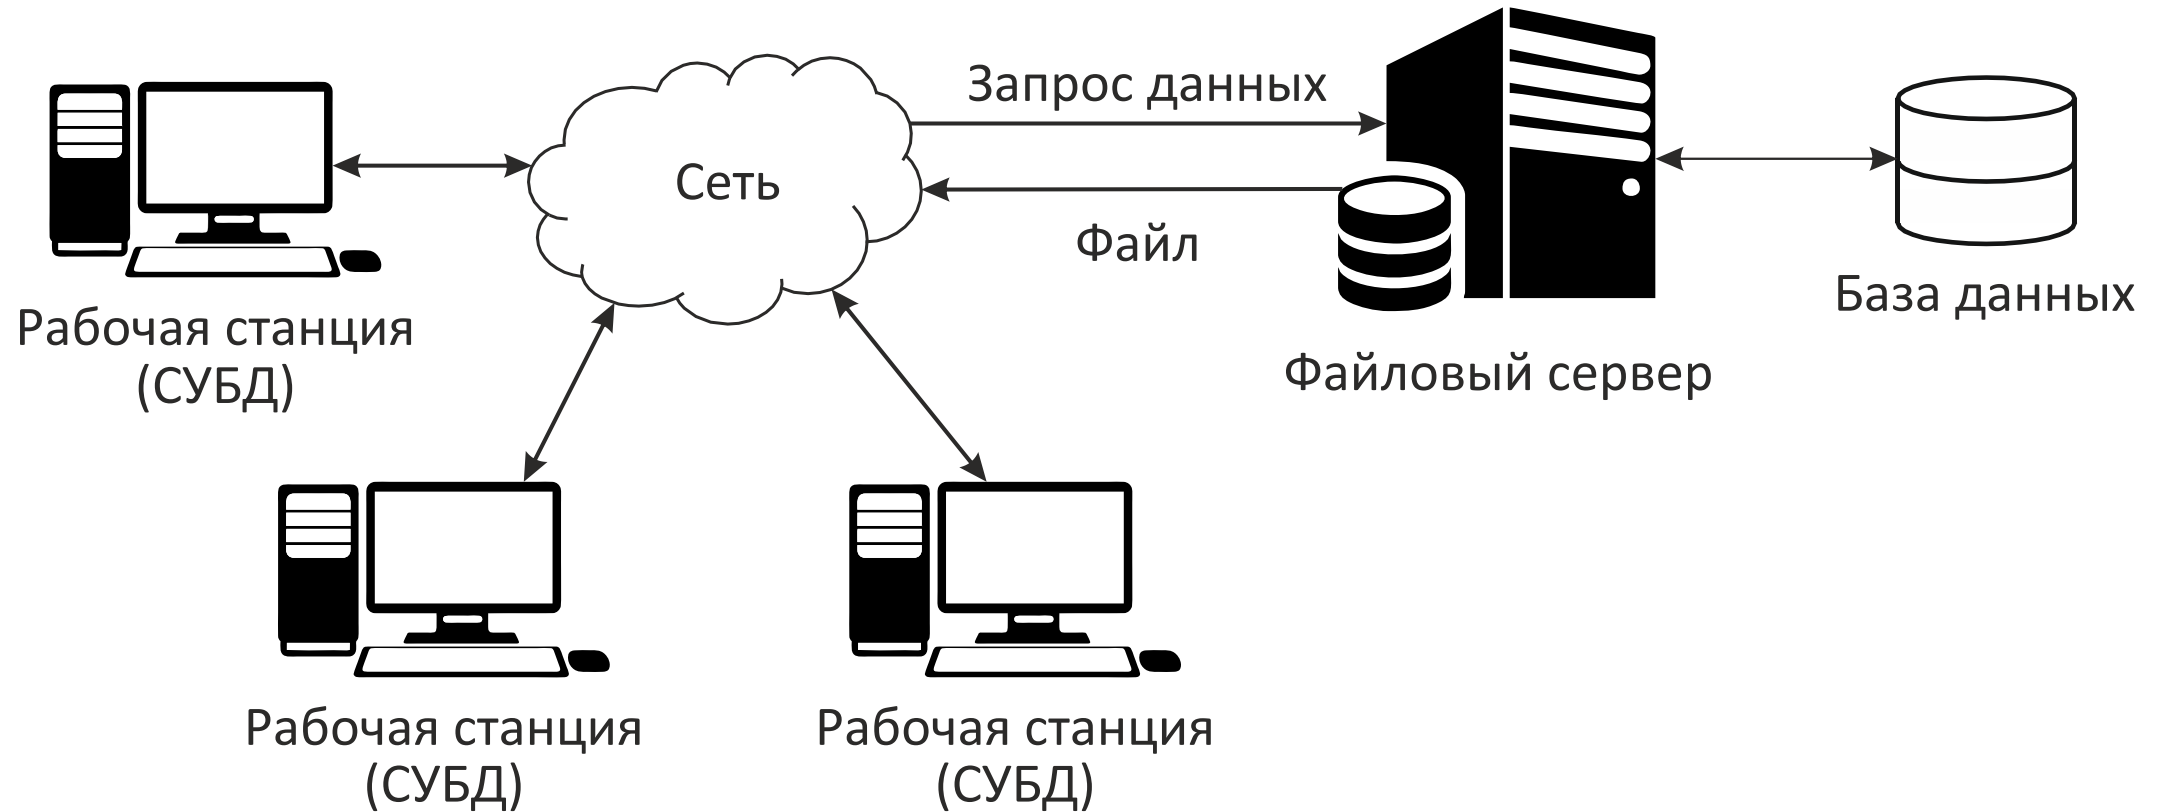 Запрос данных
Сеть
Файл
База данных
Рабочая станция
(СУБД)
Файловый сервер
Рабочая станция
(СУБД)
Рабочая станция
(СУБД)